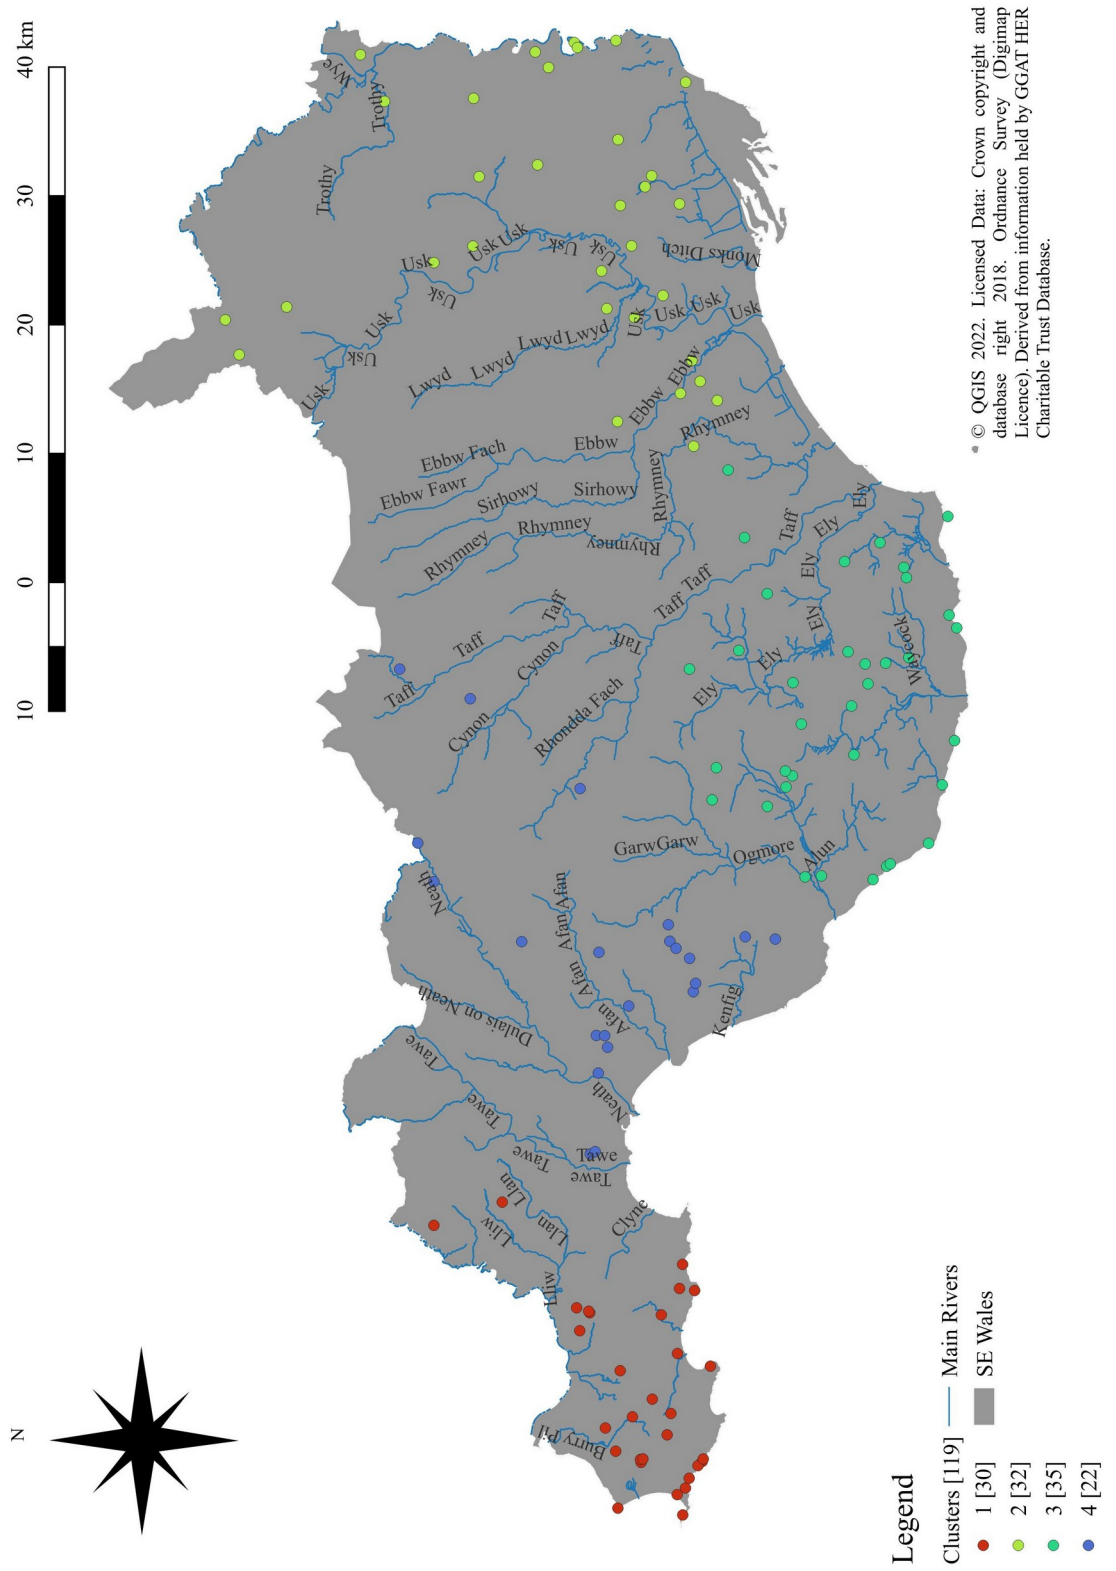 N
10
0
10
20
30
40 km
Wye
Trothy
Trothy
Usk
Usk
Usk
Usk
Usk
Usk
Usk
Usk
Usk
Usk
Usk
Usk
Usk
Monks Ditch
Lwyd
Lwyd
Lwyd
Lwyd
Ebbw Fach
Ebbw Fawr
Ebbw
Ebbw
Ebbw
Sirhowy
Sirhowy
Rhymney
Rhymney
Rhymney
Rhymney
Rhymney
Rhymney
Taff
Taff
Taff
Taff
Taff
Taff
Taff
Cynon
Cynon
Rhondda Fach
Ely
Ely
Ely
Ely
Ely
Ely
Waycock
Garw
Garw
Ogmore
Alun
Neath
Neath
Dulais on Neath
Afan
Afan
Afan
Afan
Kenfig
Tawe
Tawe
Tawe
Tawe
Tawe
Llan
Llan
Lliw
Lliw
Clyne
Burry Pil
Legend
Clusters [119]
1 [30]
2 [32]
3 [35]
4 [22]
Main Rivers
SE Wales
© QGIS 2022. Licensed Data: Crown copyright and
database right 2018. Ordnance Survey (Digimap
Licence). Derived from information held by GGAT HER
Charitable Trust Database.